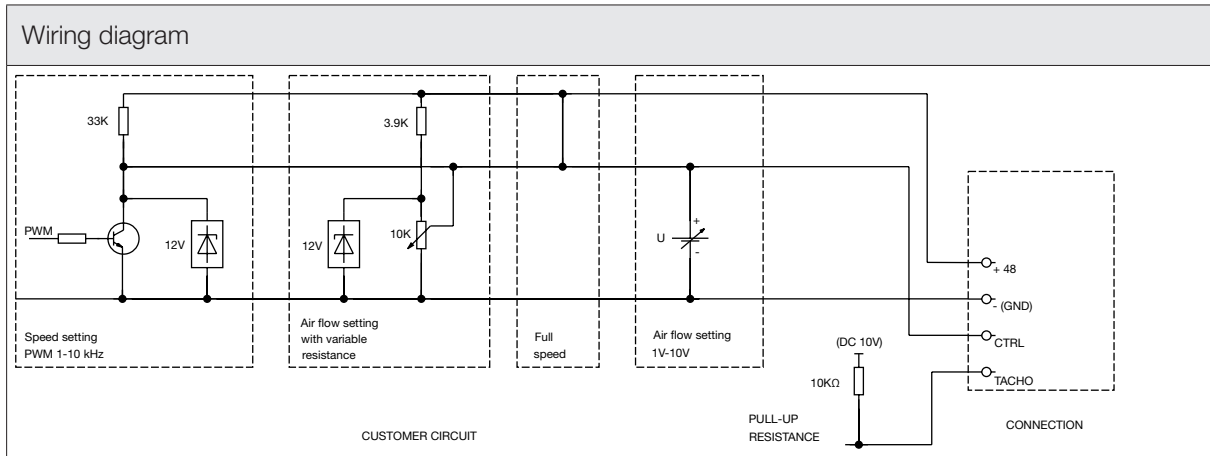 Wiring diagram
33K
3.9K
PWM
12V
12V
10K
U
+
-
+ 48
- (GND)
CTRL
TACHO
Speed setting
PWM 1-10 kHz
Air flow setting
with variable
resistance
Full
speed
Air flow setting
1V-10V
(DC 10V)
10KΩ
PULL-UP
RESISTANCE
CUSTOMER CIRCUIT
CONNECTION